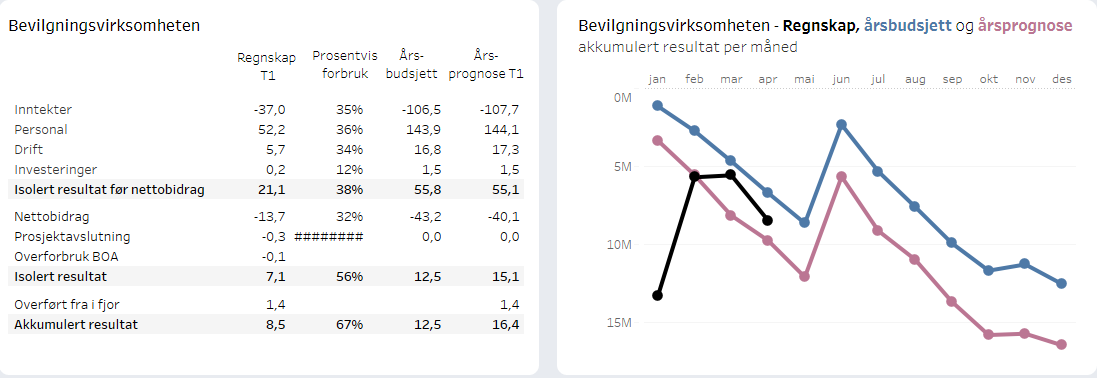 Bevilgningsvirksomheten
Regnskap T1 Prosentvis forbruk Års-budsjett Års-prognose T1
Inntekter -37,0 35% -106,5 -107,7
Personal 52,2 36% 143,9 144,1
Drift 5,7 34% 16,8 17,3
Investeringer 0,2 12% 1,5 1,5
Isolert resultat før nettobidrag 21,1 38% 55,8 55,1
Nettobidrag -13,7 32% -43,2 -40,1
Prosjektavslutning -0,3 ######## 0,0 0,0
Overforbruk BOA -0,1
Isolert resultat 7,1 56% 12,5 15,1
Overført fra i fjor 1,4 1,4
Akkumulert resultat 8,5 67% 12,5 16,4
Bevilgningsvirksomheten - Regnskap, årsbudsjett og årsprognose
akkumulert resultat per måned
jan feb mar apr mai jun jul aug sep okt nov des
0M
5M
10M
15M